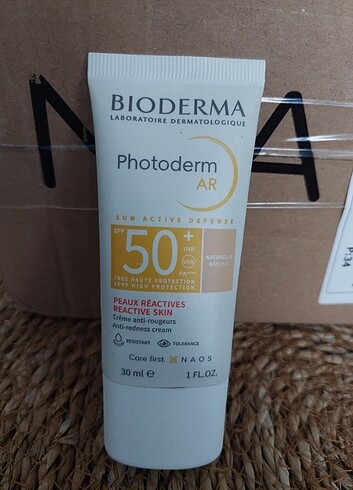 BIODERMA
LABORATOIRE DERMATOLOGIQUE
Photoderm
AR
SUN ACTIVE DEFENSE
SPF 50+
UVB
UVA
PA++++
NATURELLE
NATURAL
TRÈS HAUTE PROTECTION
VERY HIGH PROTECTION
PEAUX RÉACTIVES
REACTIVE SKIN
Crème anti-rougeurs
Anti-redness cream
RESISTANT TOLERANCE
Care first. NAOS
30 ml e 1 FL.OZ.